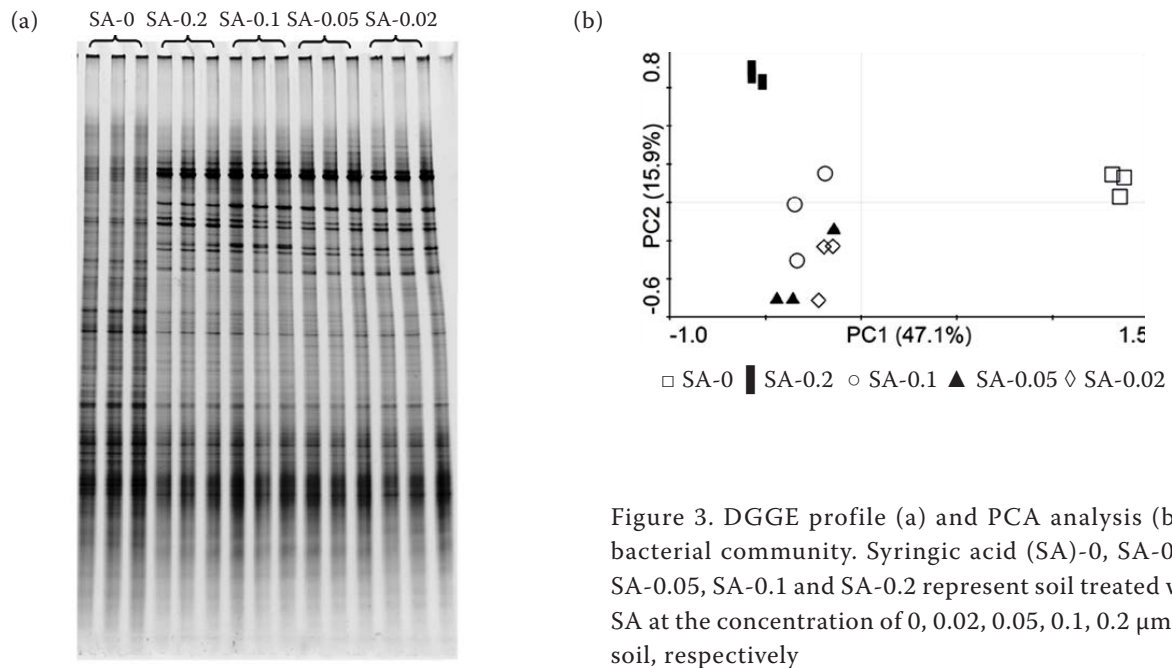 (a)
SA-0 SA-0.2 SA-0.1 SA-0.05 SA-0.02
(b)
0.8
PC2 (15.9%)
-0.6
-1.0 PC1 (47.1%) 1.5
□ SA-0 ▮ SA-0.2 ○ SA-0.1 ▲ SA-0.05 ◊ SA-0.02
Figure 3. DGGE profile (a) and PCA analysis (b
bacterial community. Syringic acid (SA)-0, SA-0
SA-0.05, SA-0.1 and SA-0.2 represent soil treated w
SA at the concentration of 0, 0.02, 0.05, 0.1, 0.2 μm
soil, respectively